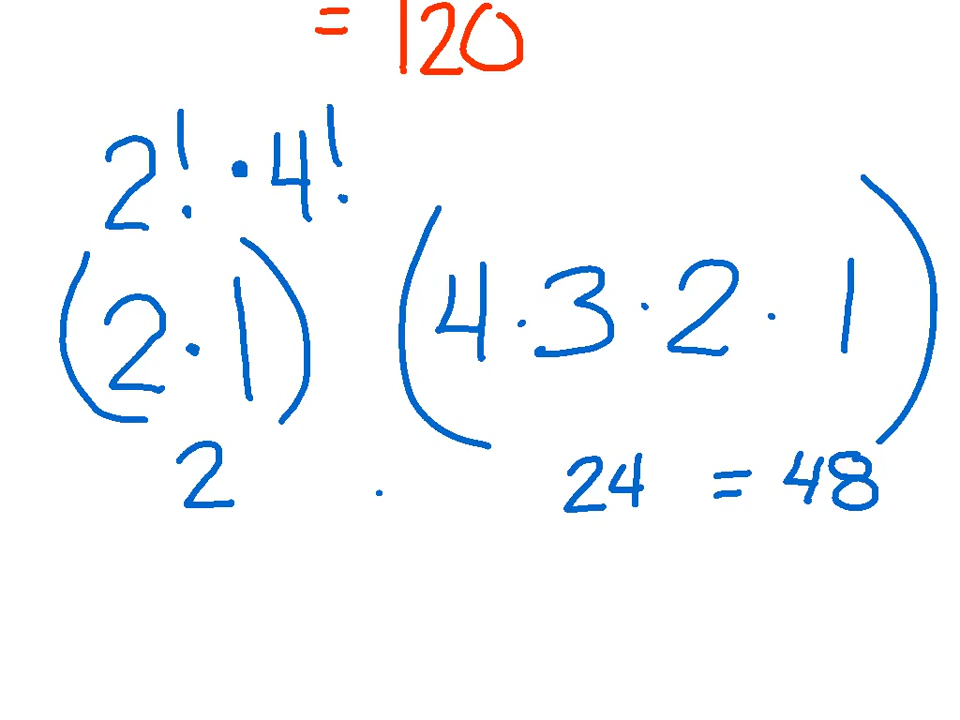 = 120
2! · 4!
(2 · 1) (4 · 3 · 2 · 1)
2 · 24 = 48